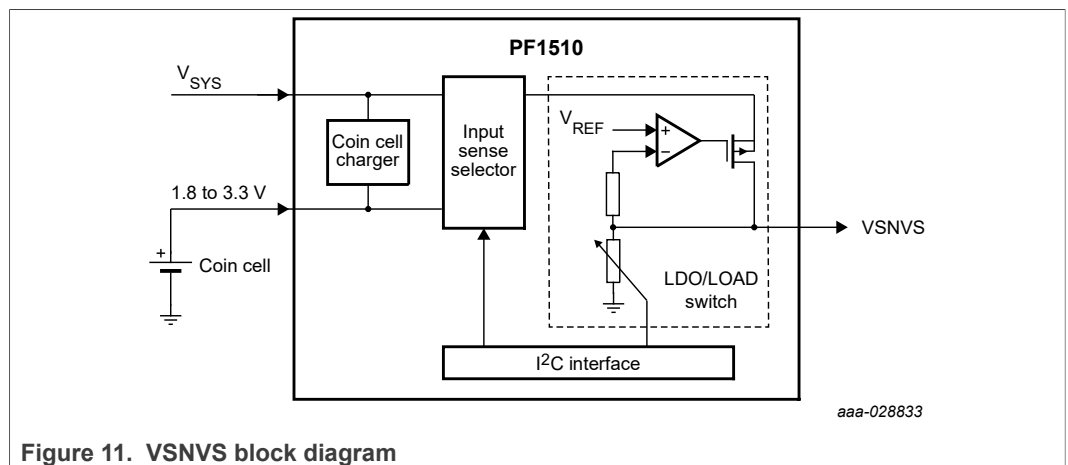 PF1510
VSYS
VREF
+
−
Coin cell
charger
Input
sense
selector
1.8 to 3.3 V
VSNVS
+
Coin cell
LDO/LOAD
switch
I2C interface
aaa-028833
Figure 11. VSNVS block diagram